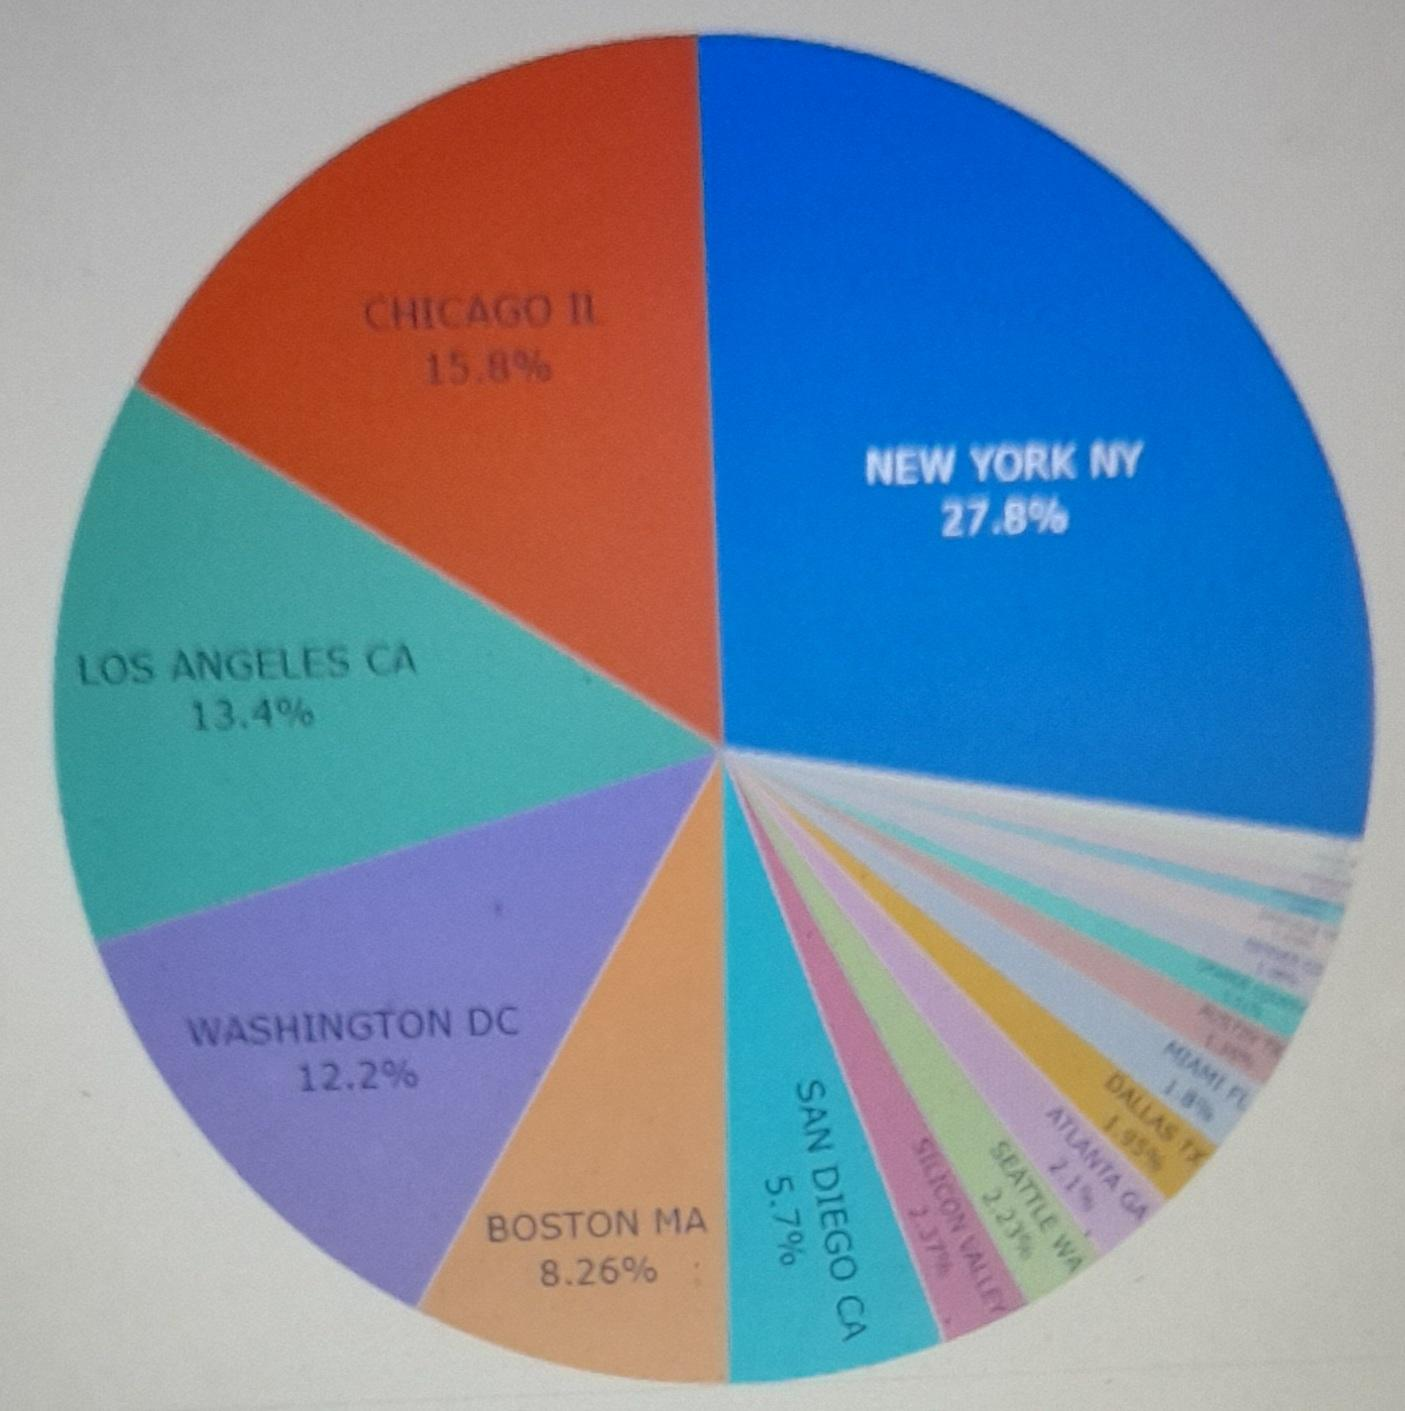 NEW YORK NY
27.8%
CHICAGO IL
15.8%
LOS ANGELES CA
13.4%
WASHINGTON DC
12.2%
BOSTON MA
8.26%
SAN DIEGO CA
5.7%
SILICON VALLEY
2.37%
SEATTLE WA
2.23%
ATLANTA GA
2.1%
DALLAS TX
1.95%
MIAMI FL
1.8%
AUSTIN TX